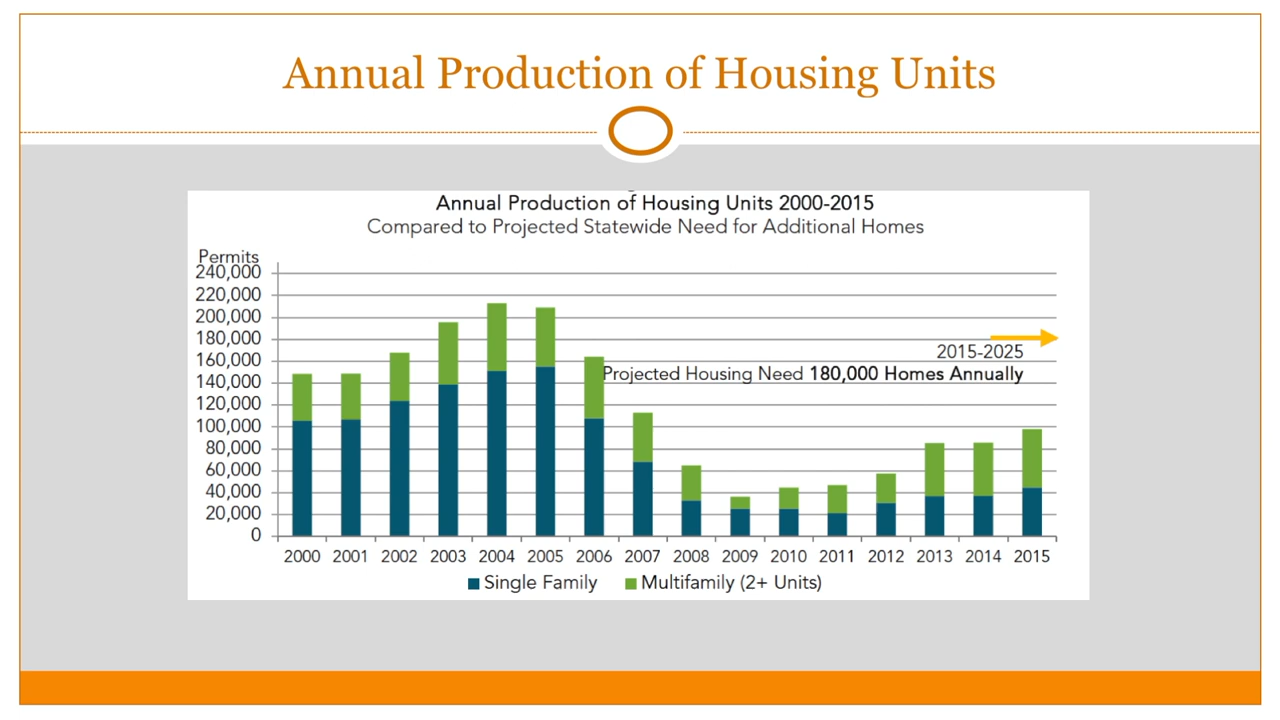 Annual Production of Housing Units
Annual Production of Housing Units 2000-2015
Compared to Projected Statewide Need for Additional Homes
Permits
240,000
220,000
200,000
180,000
160,000
140,000
120,000
100,000
80,000
60,000
40,000
20,000
0
2015-2025
Projected Housing Need 180,000 Homes Annually
2000 2001 2002 2003 2004 2005 2006 2007 2008 2009 2010 2011 2012 2013 2014 2015
Single Family Multifamily (2+ Units)